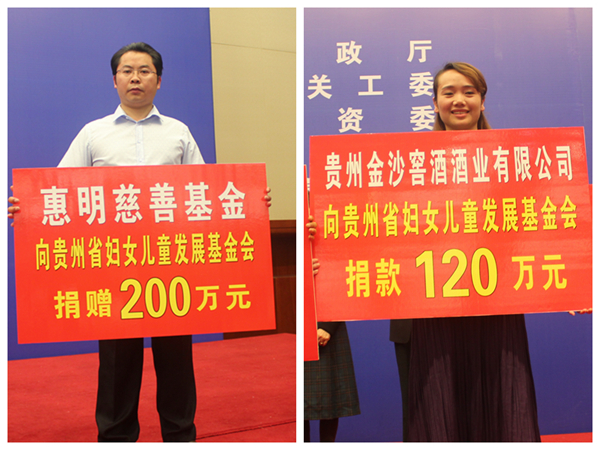 惠明慈善基金
向贵州省妇女儿童发展基金会
捐赠200万元
政厅
关工委
资委
贵州金沙窖酒酒业有限公司
向贵州省妇女儿童发展基金会
捐款120万元